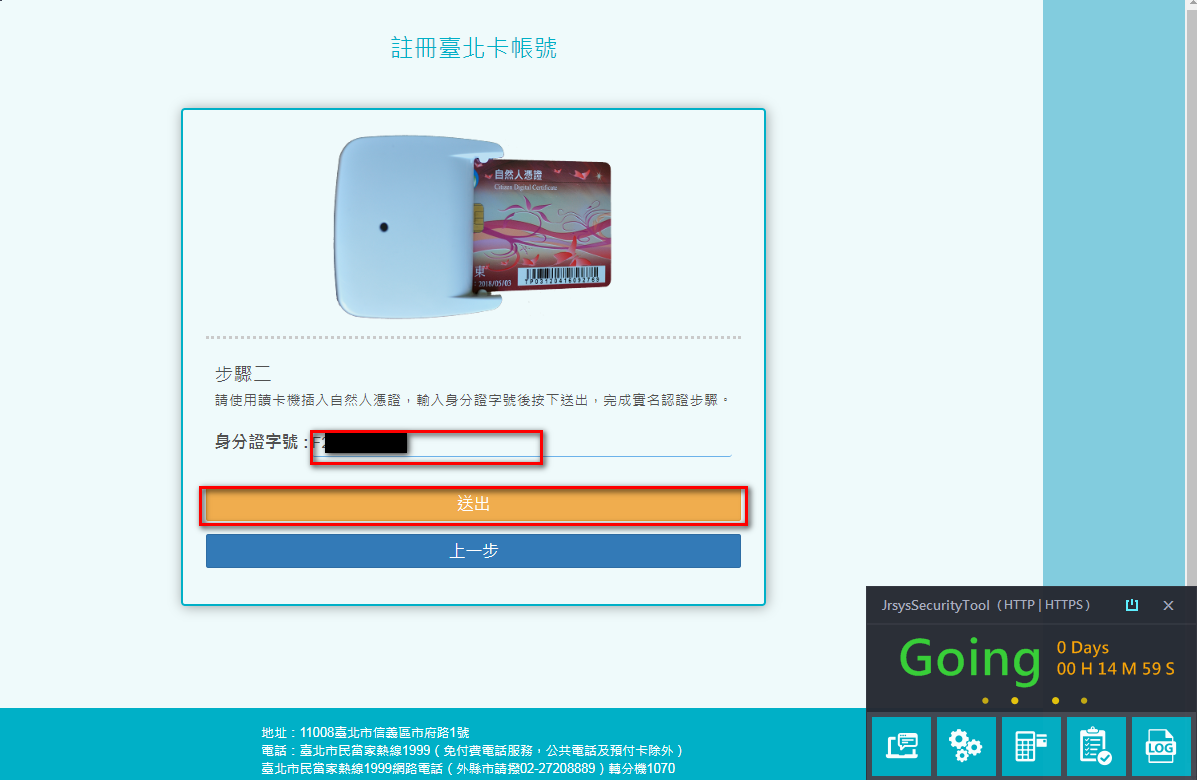 註冊臺北卡帳號
自然人憑證
Citizen Digital Certificate
東
2018/05/03
TP03120416092768
步驟二
請使用讀卡機插入自然人憑證，輸入身分證字號後按下送出，完成實名認證步驟。
身分證字號 : F2
送出
上一步
JrsysSecurityTool（HTTP | HTTPS）
Going
0 Days
00 H 14 M 59 S
LOG
地址：11008臺北市信義區市府路1號
電話：臺北市民當家熱線1999（免付費電話服務，公共電話及預付卡除外）
臺北市民當家熱線1999網路電話（外縣市請撥02-27208889）轉分機1070